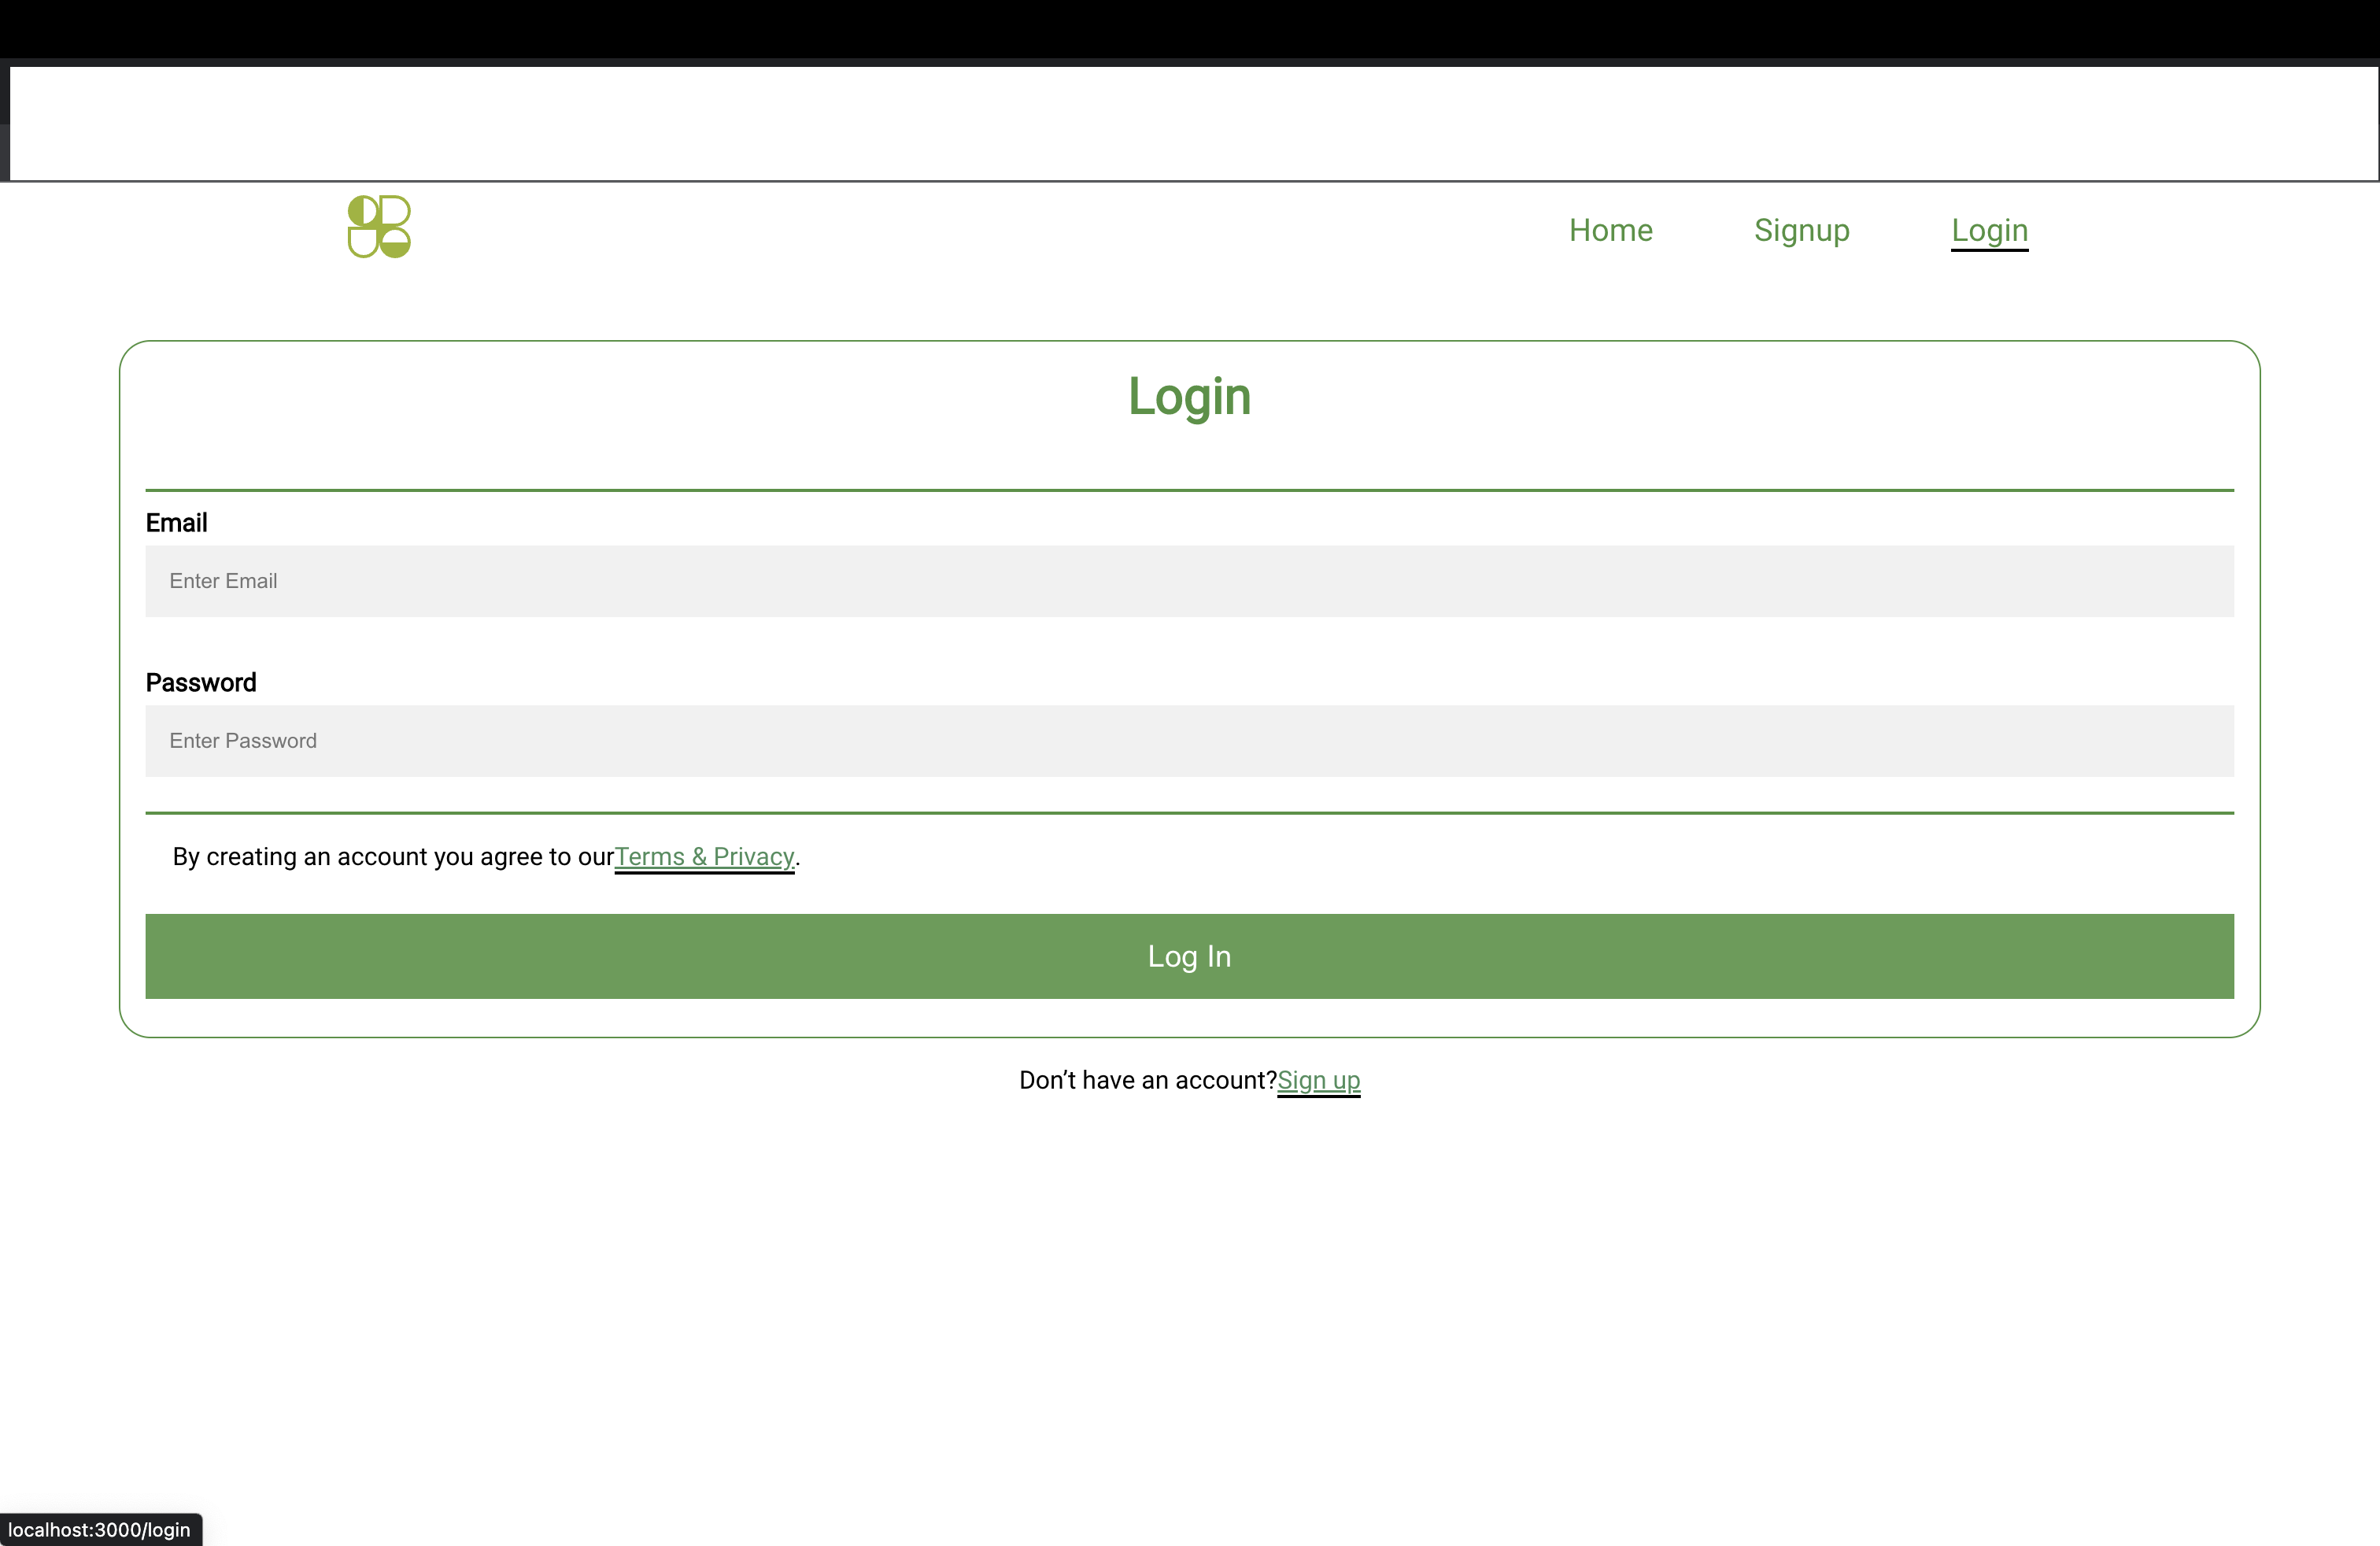 Home Signup Login
Login
Email
Enter Email
Password
Enter Password
By creating an account you agree to ourTerms & Privacy.
Log In
Don’t have an account?Sign up
localhost:3000/login